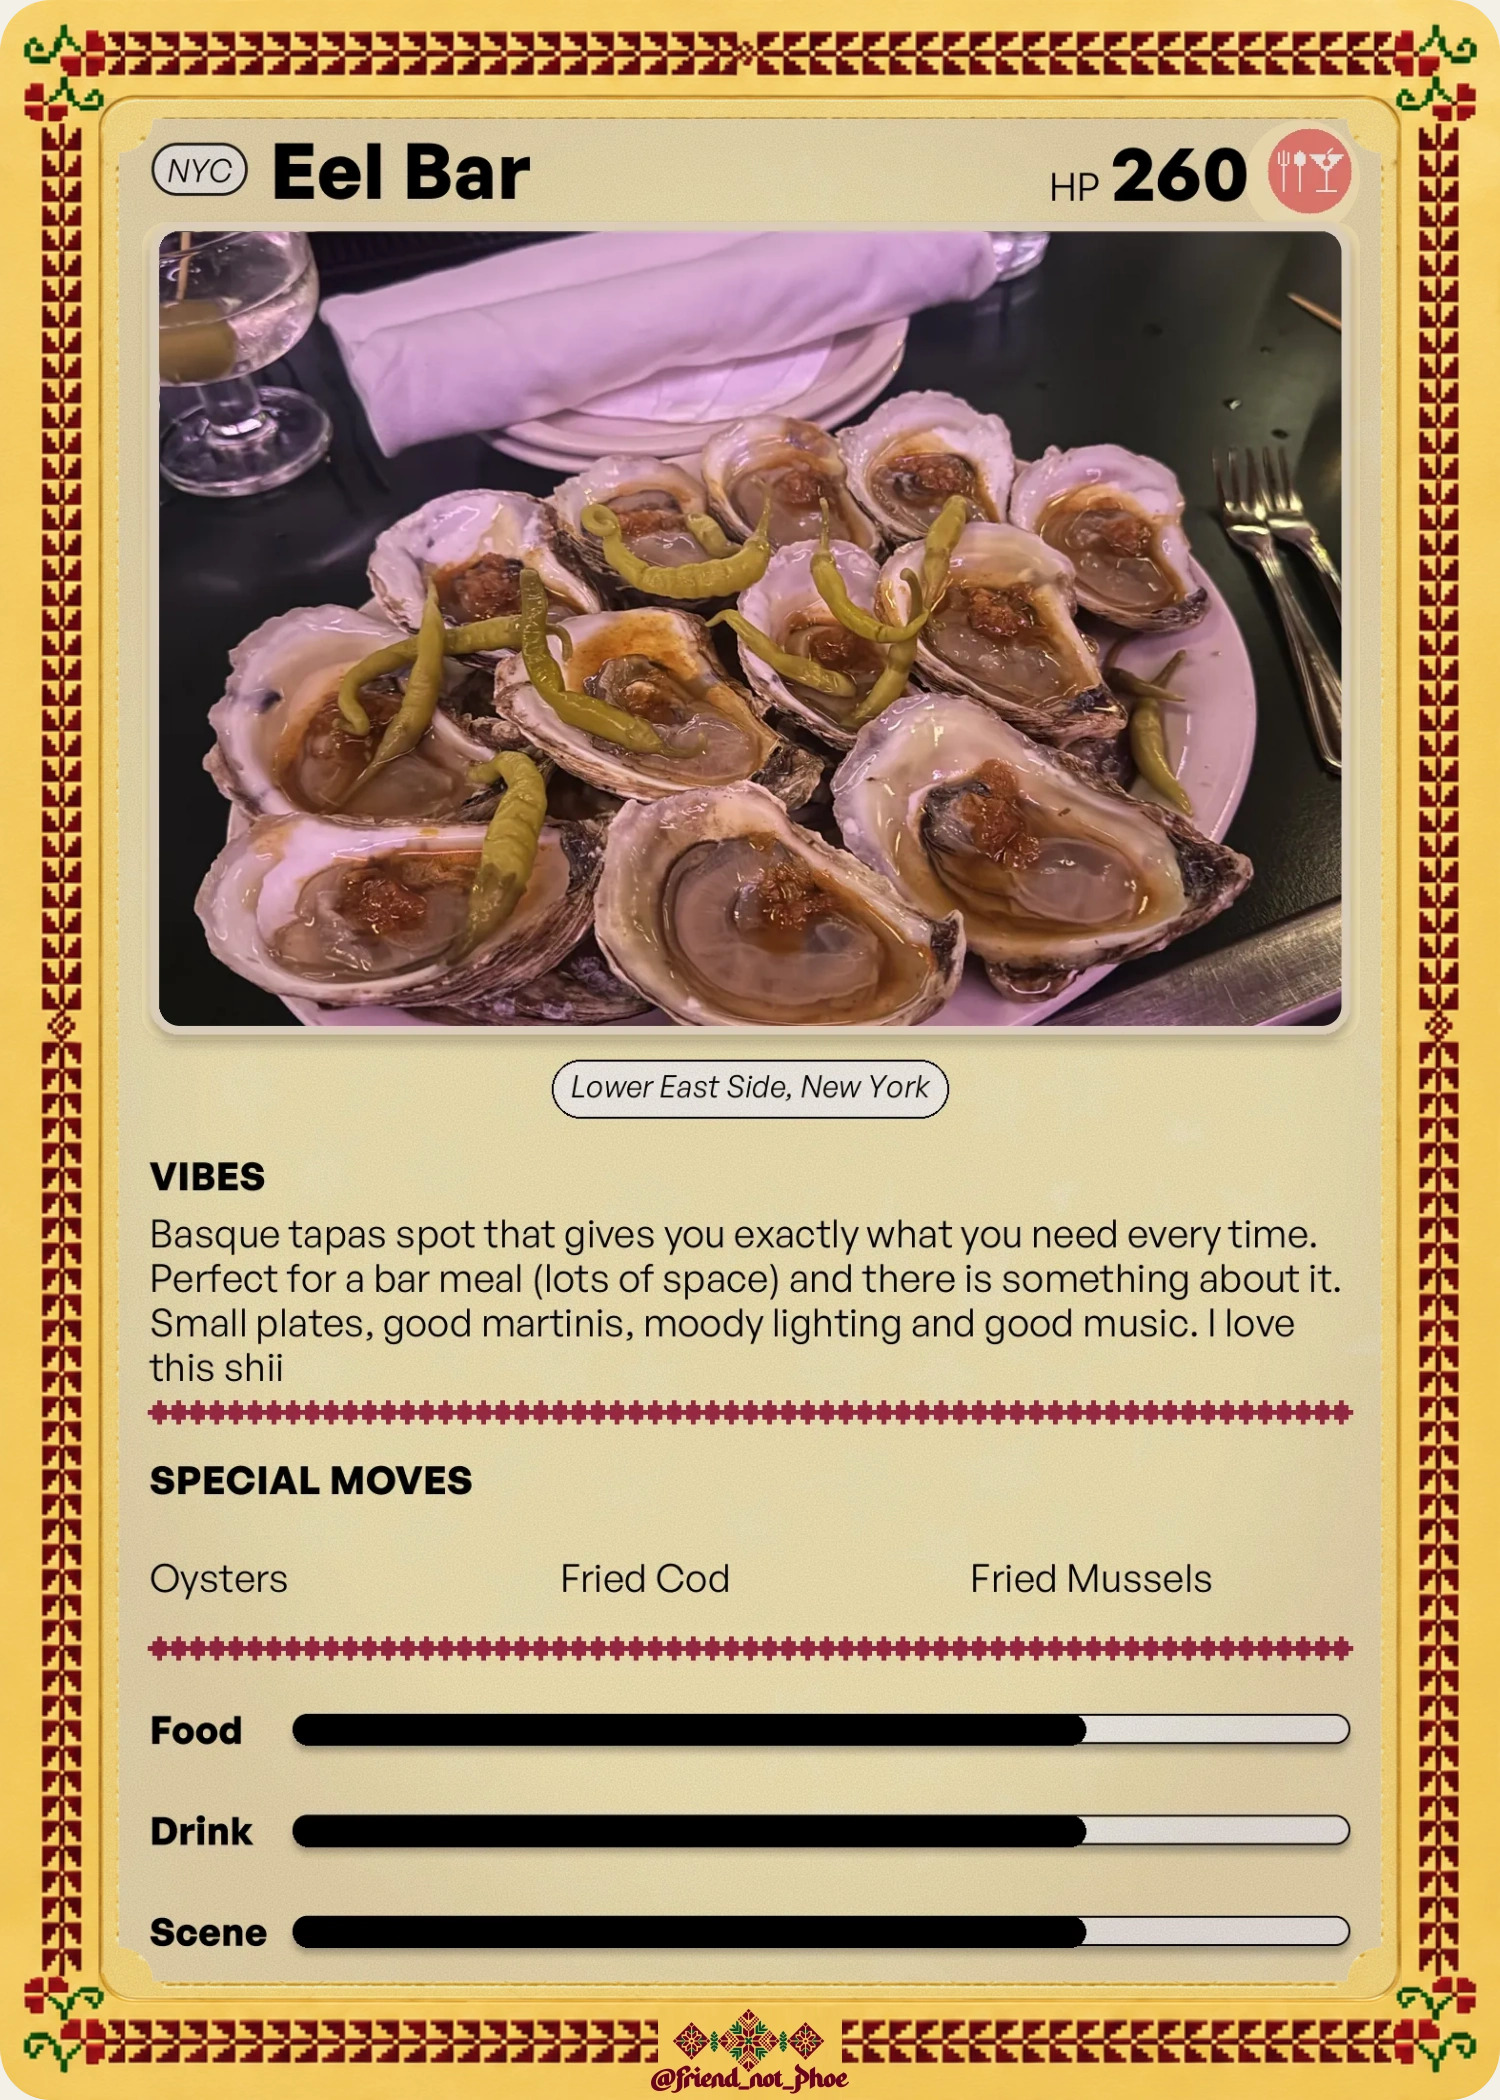 NYC Eel Bar HP 260
Lower East Side, New York
VIBES
Basque tapas spot that gives you exactly what you need every time.
Perfect for a bar meal (lots of space) and there is something about it.
Small plates, good martinis, moody lighting and good music. I love
this shii
SPECIAL MOVES
Oysters Fried Cod Fried Mussels
Food
Drink
Scene
@friend_not_Phoe